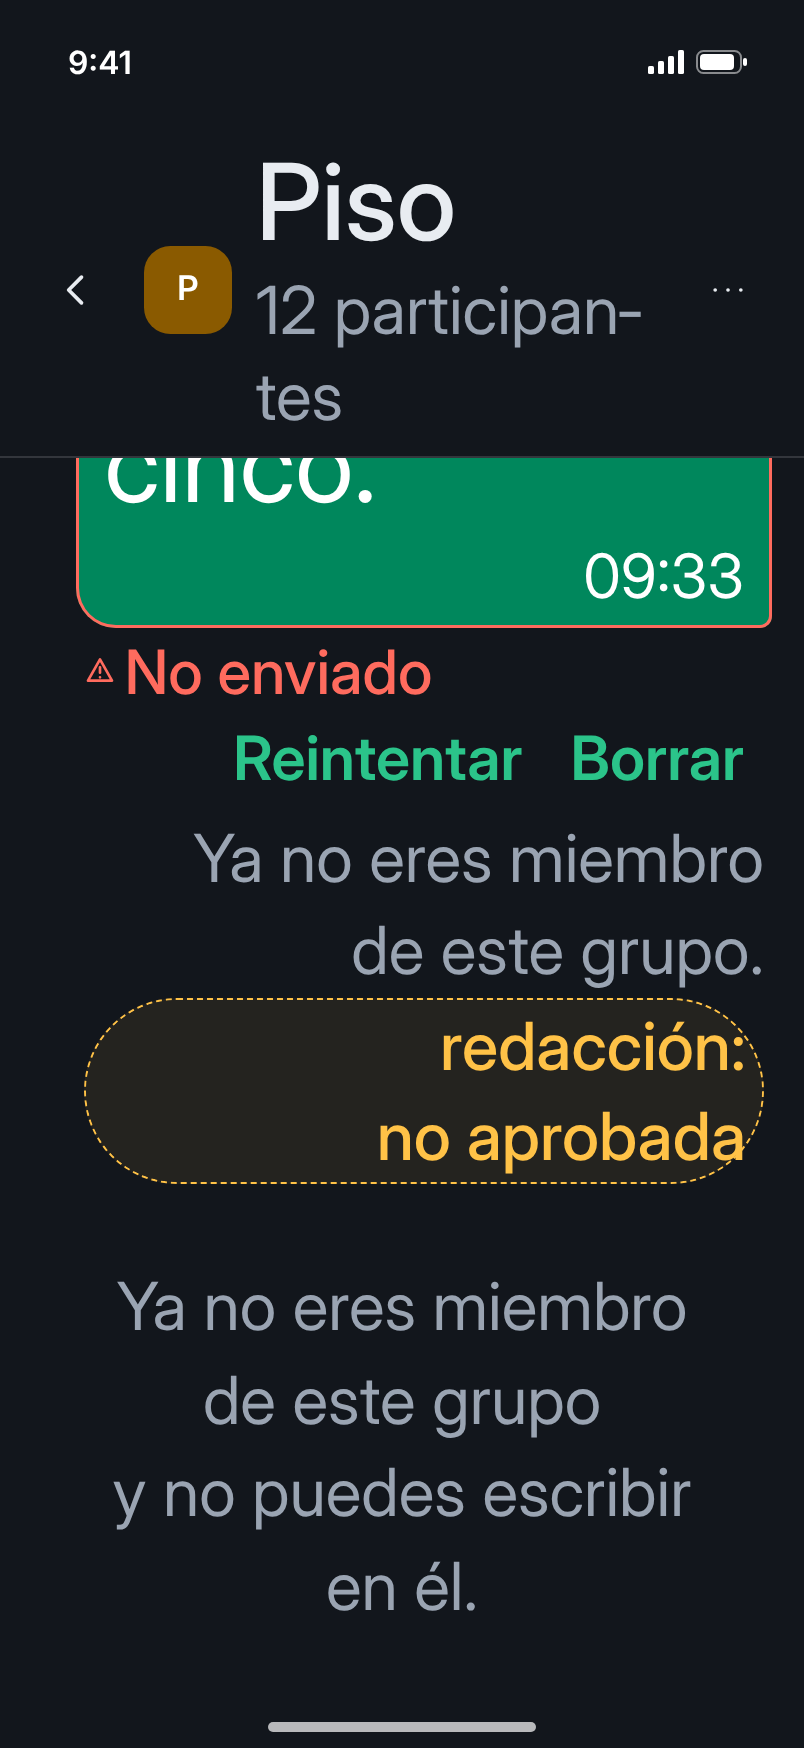 9:41
Piso
P
12 participan-
tes
cinco.
09:33
No enviado
Reintentar Borrar
Ya no eres miembro
de este grupo.
redacción:
no aprobada
Ya no eres miembro
de este grupo
y no puedes escribir
en él.